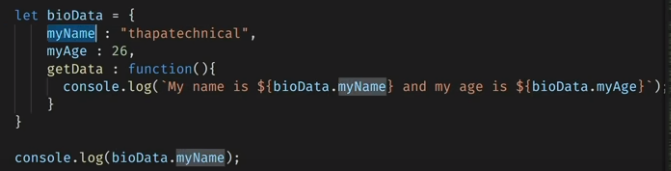 let bioData = {
    myName : "thapatechnical",
    myAge : 26,
    getData : function(){
      console.log(`My name is ${bioData.myName} and my age is ${bioData.myAge}`);
    }
}

console.log(bioData.myName);